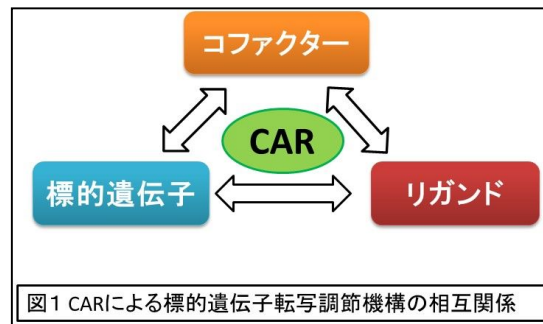 コファクター
CAR
標的遺伝子
リガンド
図1 CARによる標的遺伝子転写調節機構の相互関係